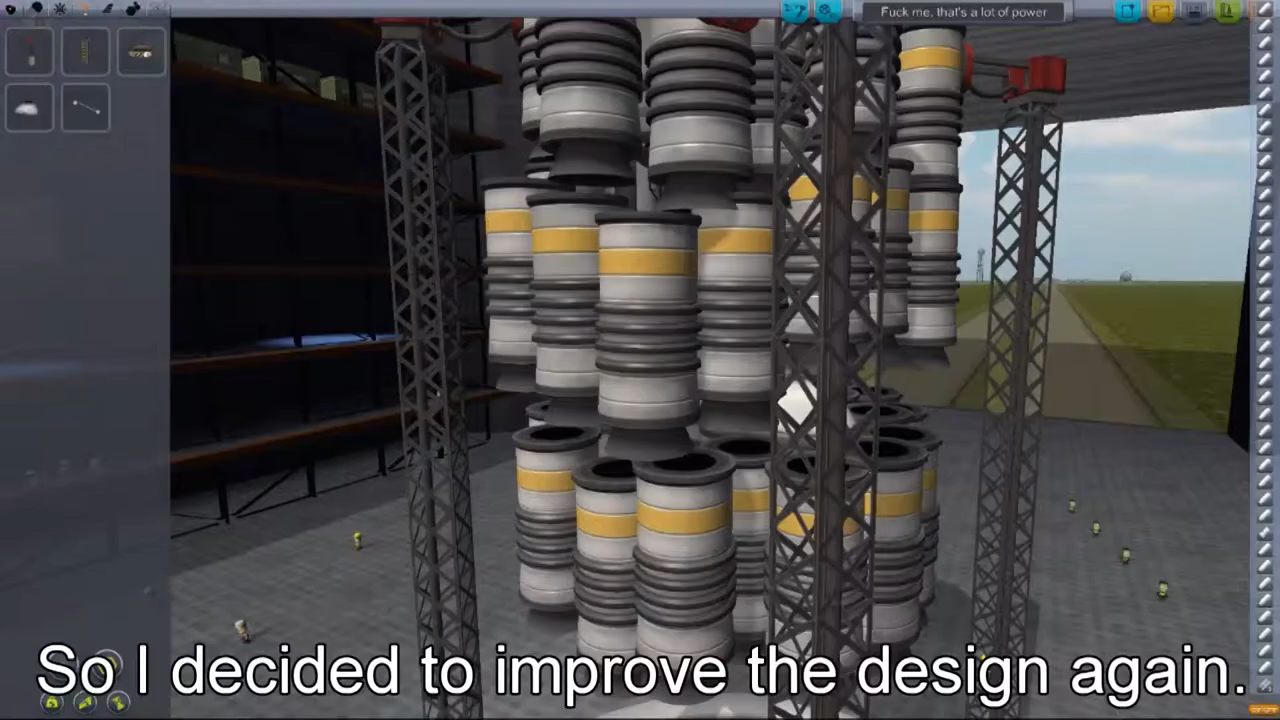 Fuck me, that's a lot of power
So I decided to improve the design again.